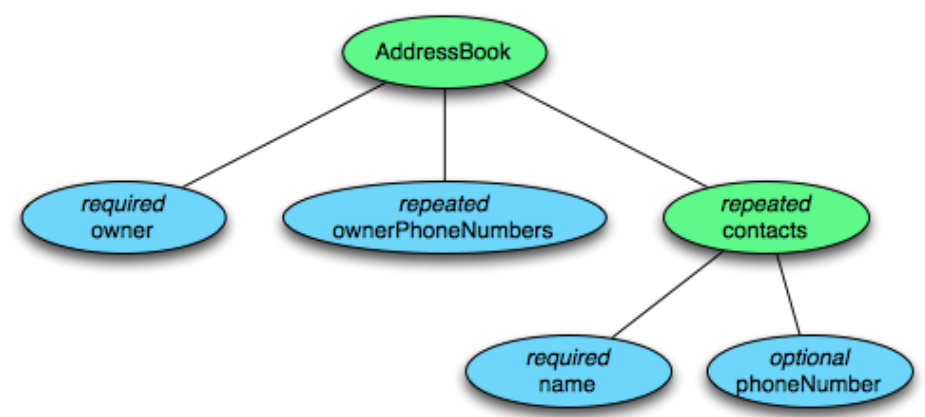 AddressBook
required
owner
repeated
ownerPhoneNumbers
repeated
contacts
required
name
optional
phoneNumber